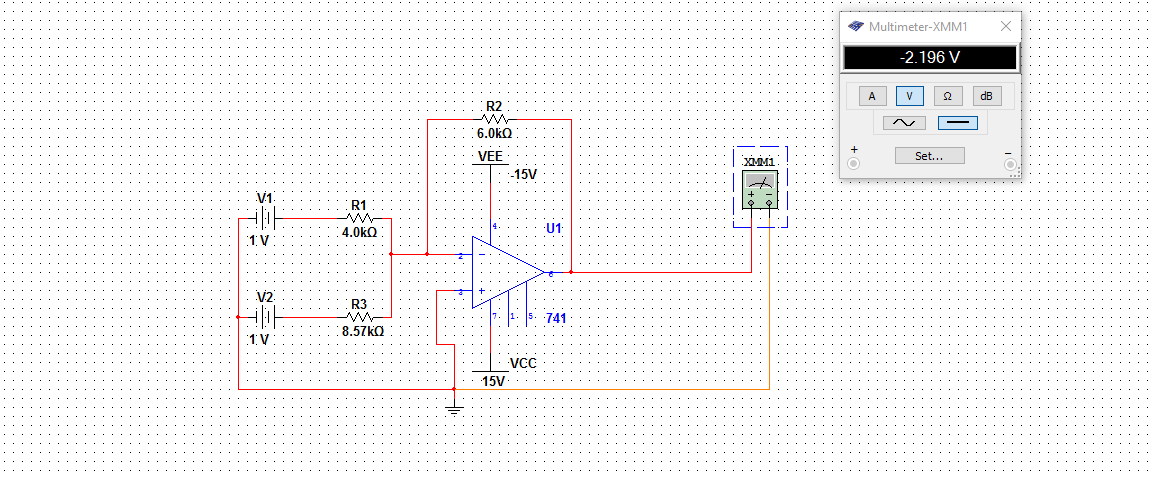 Multimeter-XMM1
-2.196 V
A
V
Ω
dB
+
−
Set...
R2
6.0kΩ
VEE
-15V
XMM1
+ −
V1
1 V
R1
4.0kΩ
4
U1
2
−
6
3
+
V2
1 V
R3
8.57kΩ
7
1
5
741
VCC
15V